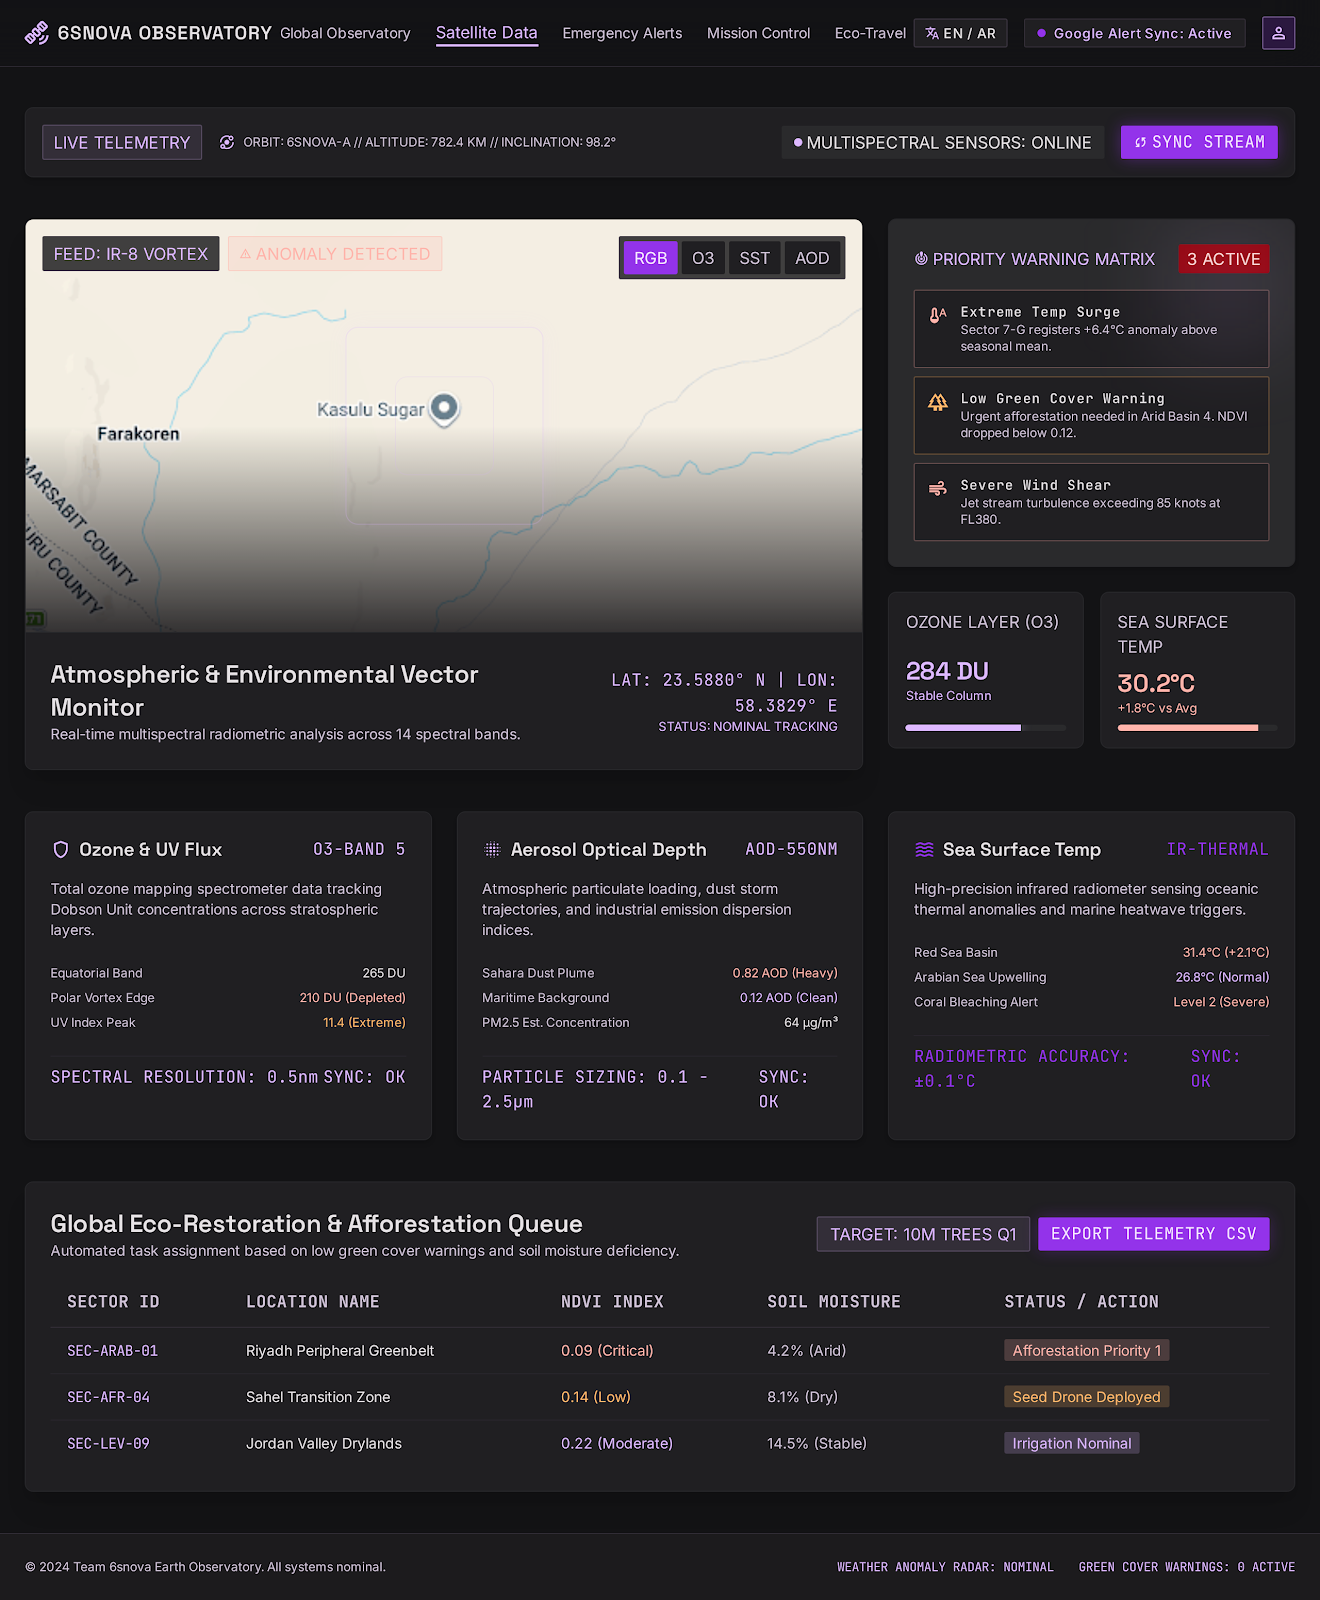 6SNOVA OBSERVATORY
Global Observatory
Satellite Data
Emergency Alerts
Mission Control
Eco-Travel
EN / AR
Google Alert Sync: Active
LIVE TELEMETRY
ORBIT: 6SNOVA-A // ALTITUDE: 782.4 KM // INCLINATION: 98.2°
MULTISPECTRAL SENSORS: ONLINE
SYNC STREAM
FEED: IR-8 VORTEX
ANOMALY DETECTED
RGB
O3
SST
AOD
Kasulu Sugar
Farakoren
MARSABIT COUNTY
URU COUNTY
71
Atmospheric & Environmental Vector
Monitor
Real-time multispectral radiometric analysis across 14 spectral bands.
LAT: 23.5880° N | LON:
58.3829° E
STATUS: NOMINAL TRACKING
PRIORITY WARNING MATRIX
3 ACTIVE
Extreme Temp Surge
Sector 7-G registers +6.4°C anomaly above
seasonal mean.
Low Green Cover Warning
Urgent afforestation needed in Arid Basin 4. NDVI
dropped below 0.12.
Severe Wind Shear
Jet stream turbulence exceeding 85 knots at
FL380.
OZONE LAYER (O3)
284 DU
Stable Column
SEA SURFACE
TEMP
30.2°C
+1.8°C vs Avg
Ozone & UV Flux
O3-BAND 5
Total ozone mapping spectrometer data tracking
Dobson Unit concentrations across stratospheric
layers.
Equatorial Band
265 DU
Polar Vortex Edge
210 DU (Depleted)
UV Index Peak
11.4 (Extreme)
SPECTRAL RESOLUTION: 0.5nm
SYNC: OK
Aerosol Optical Depth
AOD-550NM
Atmospheric particulate loading, dust storm
trajectories, and industrial emission dispersion
indices.
Sahara Dust Plume
0.82 AOD (Heavy)
Maritime Background
0.12 AOD (Clean)
PM2.5 Est. Concentration
64 µg/m³
PARTICLE SIZING: 0.1 -
2.5µm
SYNC:
OK
Sea Surface Temp
IR-THERMAL
High-precision infrared radiometer sensing oceanic
thermal anomalies and marine heatwave triggers.
Red Sea Basin
31.4°C (+2.1°C)
Arabian Sea Upwelling
26.8°C (Normal)
Coral Bleaching Alert
Level 2 (Severe)
RADIOMETRIC ACCURACY:
±0.1°C
SYNC:
OK
Global Eco-Restoration & Afforestation Queue
Automated task assignment based on low green cover warnings and soil moisture deficiency.
TARGET: 10M TREES Q1
EXPORT TELEMETRY CSV
SECTOR ID
LOCATION NAME
NDVI INDEX
SOIL MOISTURE
STATUS / ACTION
SEC-ARAB-01
Riyadh Peripheral Greenbelt
0.09 (Critical)
4.2% (Arid)
Afforestation Priority 1
SEC-AFR-04
Sahel Transition Zone
0.14 (Low)
8.1% (Dry)
Seed Drone Deployed
SEC-LEV-09
Jordan Valley Drylands
0.22 (Moderate)
14.5% (Stable)
Irrigation Nominal
© 2024 Team 6snova Earth Observatory. All systems nominal.
WEATHER ANOMALY RADAR: NOMINAL
GREEN COVER WARNINGS: 0 ACTIVE